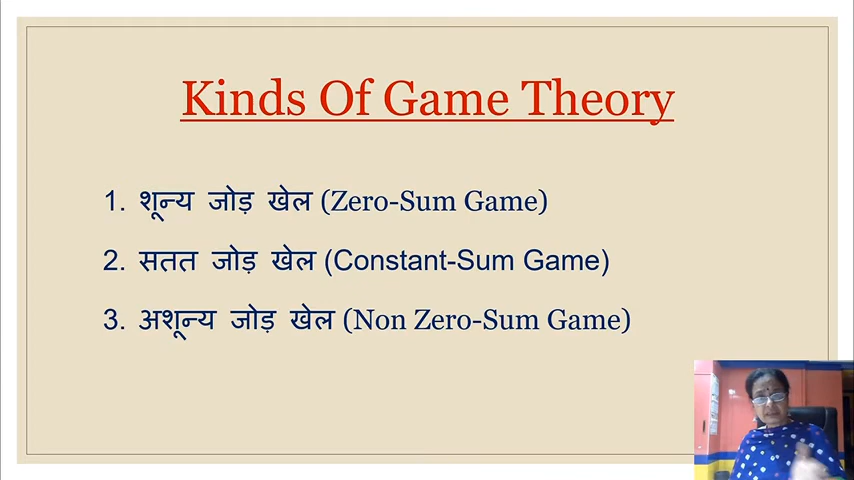 Kinds Of Game Theory
1. शून्य जोड़ खेल (Zero-Sum Game)
2. सतत जोड़ खेल (Constant-Sum Game)
3. अशून्य जोड़ खेल (Non Zero-Sum Game)